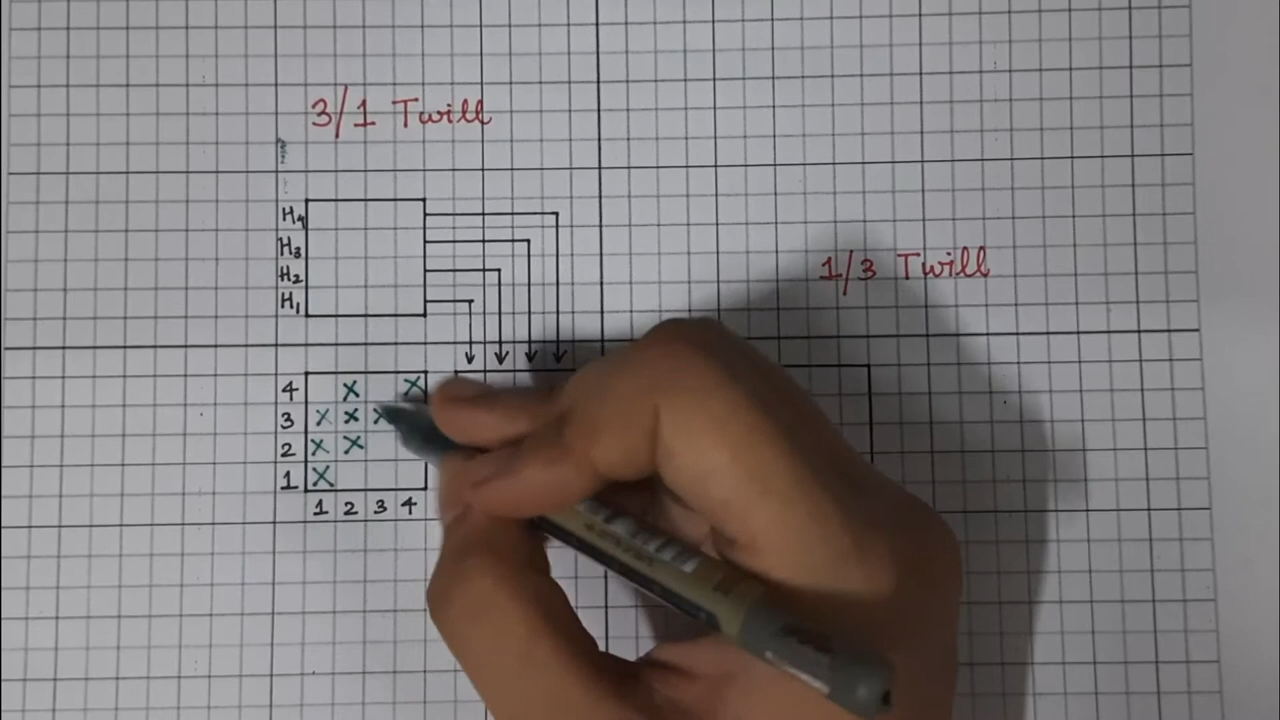 3/1 Twill
H4
H3
1/3 Twill
H2
H1
4 X X
3 X X X
2 X X
1 X
1 2 3 4